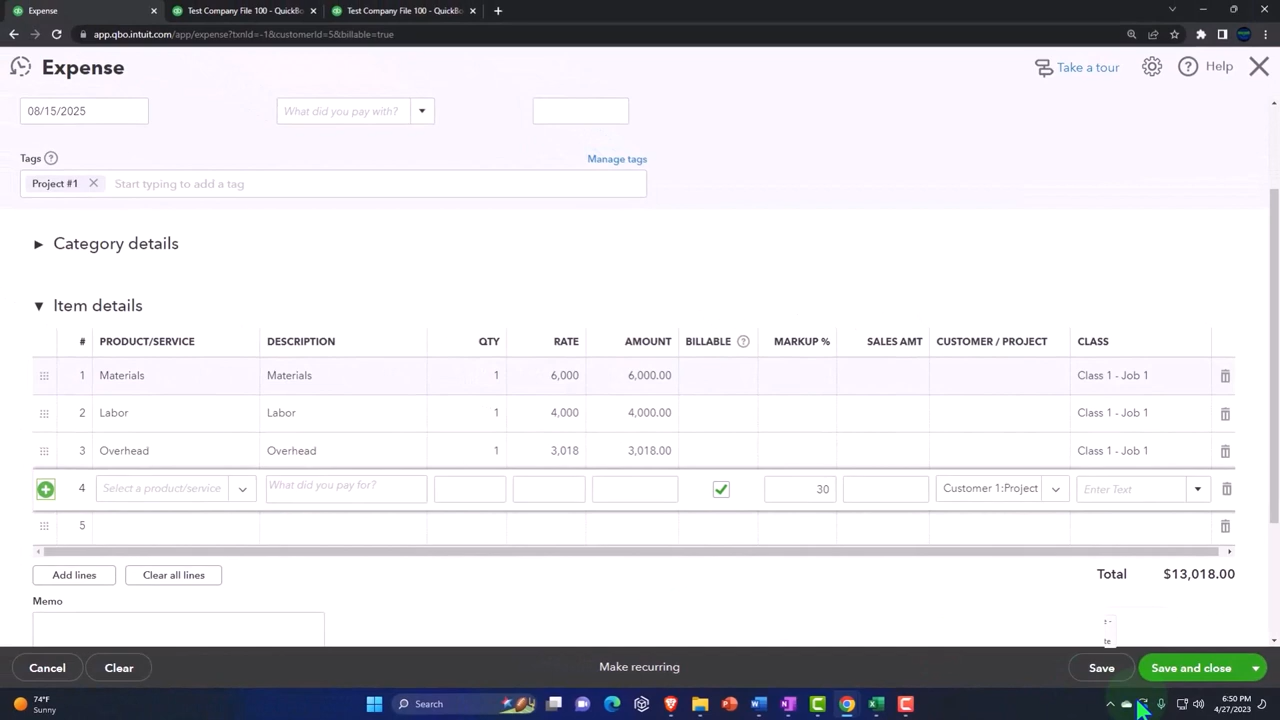 Expense
Test Company File 100 - QuickBo
Test Company File 100 - QuickBo
app.qbo.intuit.com/app/expense?txnId=-1&customerId=5&billable=true
Expense
Take a tour
Help
08/15/2025
What did you pay with?
Tags
Manage tags
Project #1
Start typing to add a tag
Category details
Item details
# PRODUCT/SERVICE DESCRIPTION QTY RATE AMOUNT BILLABLE MARKUP % SALES AMT CUSTOMER / PROJECT CLASS
1 Materials Materials 1 6,000 6,000.00 Class 1 - Job 1
2 Labor Labor 1 4,000 4,000.00 Class 1 - Job 1
3 Overhead Overhead 1 3,018 3,018.00 Class 1 - Job 1
4 Select a product/service What did you pay for? 30 Customer 1:Project Enter Text
5
Add lines Clear all lines Total $13,018.00
Memo
te
Cancel Clear Make recurring Save Save and close
74°F
Sunny
Search
6:50 PM
4/27/2023